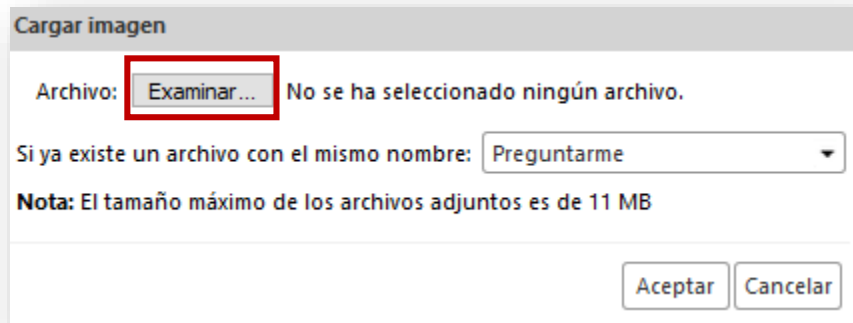 Cargar imagen
Archivo: Examinar... No se ha seleccionado ningún archivo.
Si ya existe un archivo con el mismo nombre: Preguntarme
Nota: El tamaño máximo de los archivos adjuntos es de 11 MB
Aceptar Cancelar